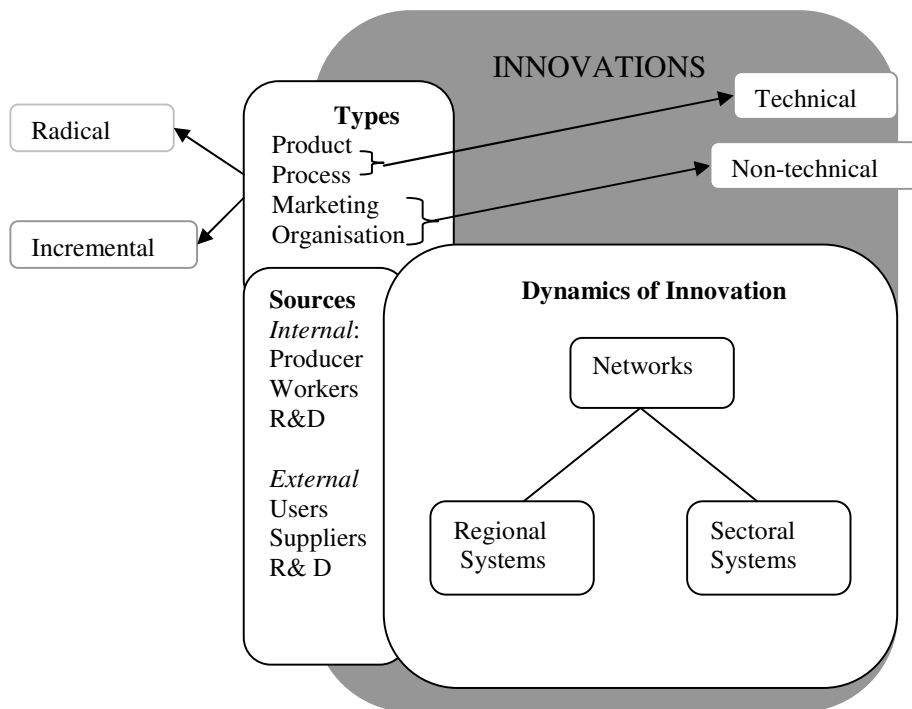 INNOVATIONS
Technical
Non-technical
Radical
Incremental
Types
Product
Process
Marketing
Organisation
Sources
Internal:
Producer
Workers
R&D
External
Users
Suppliers
R& D
Dynamics of Innovation
Networks
Regional
Systems
Sectoral
Systems